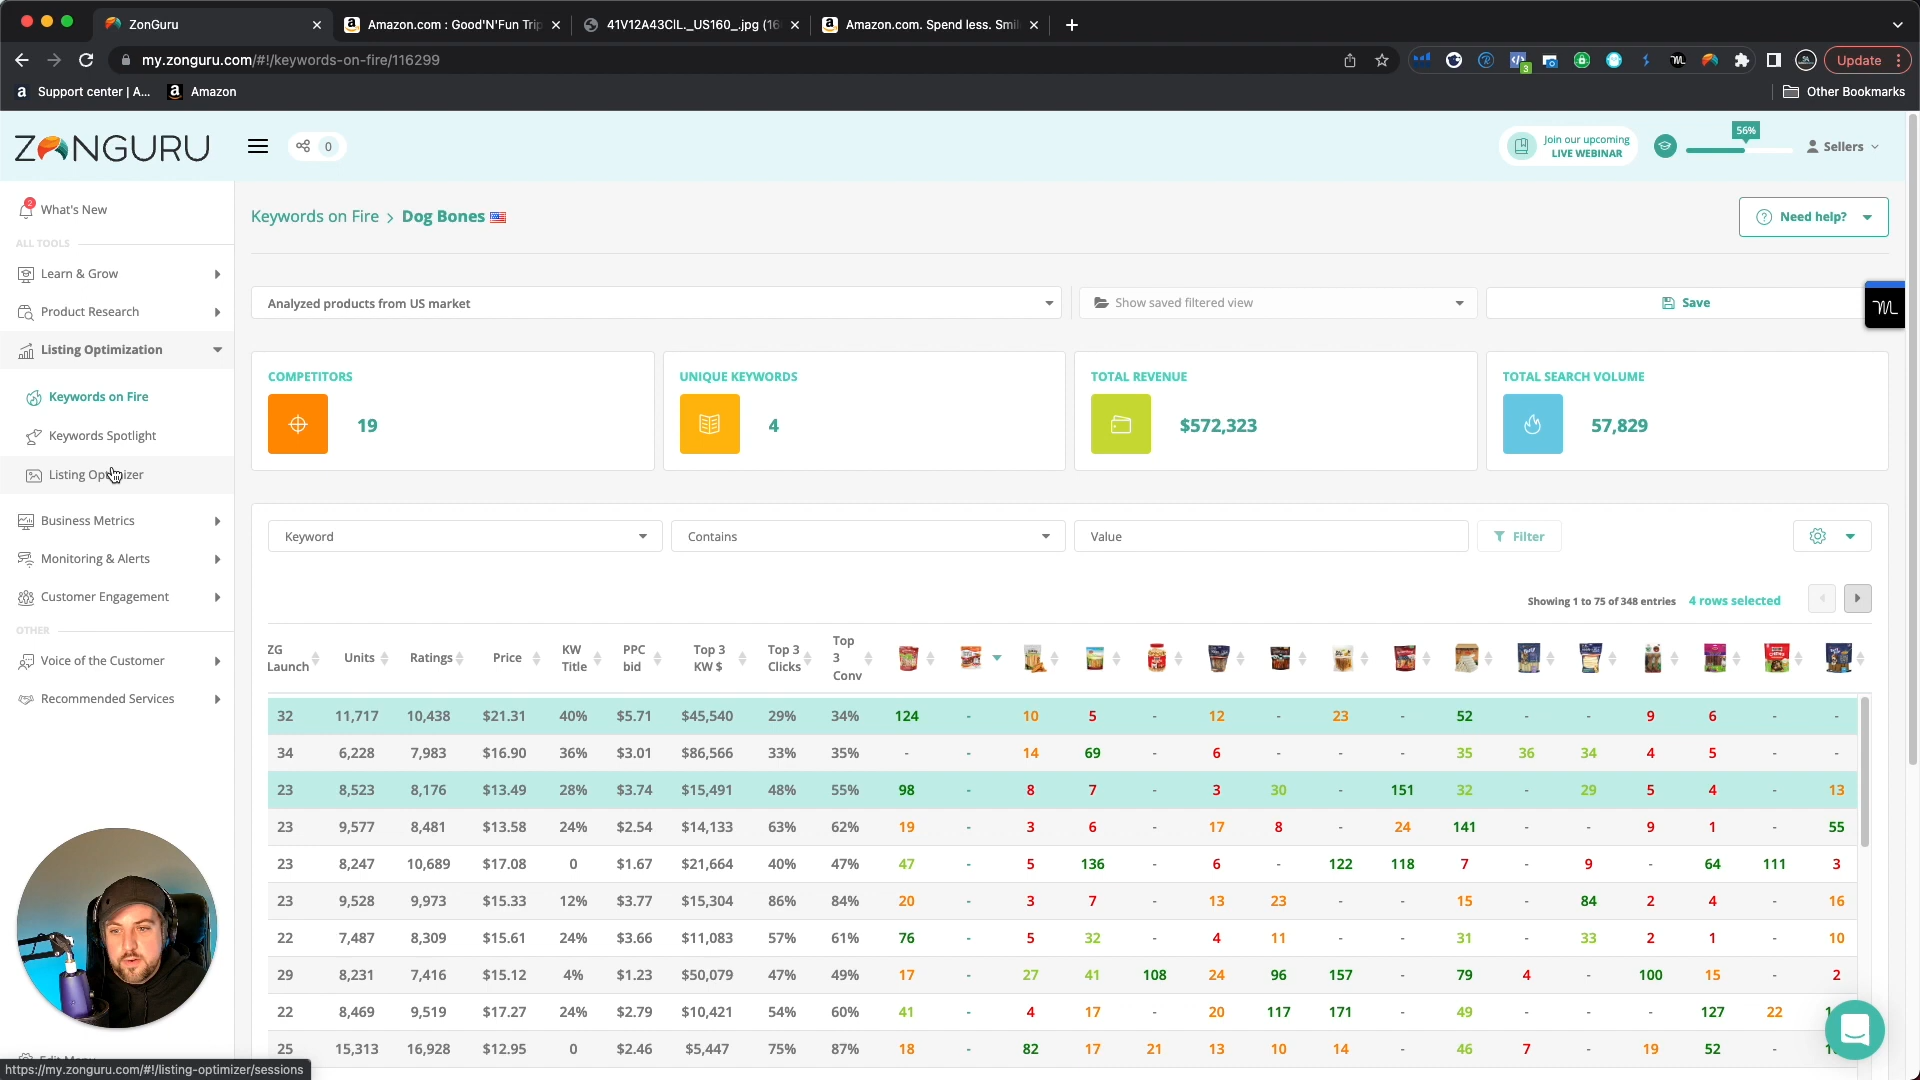 ZonGuru
Amazon.com : Good'N'Fun Trip
41V12A43CIL._US160_.jpg (16
Amazon.com. Spend less. Smil
my.zonguru.com/#!/keywords-on-fire/116299
3
Update
Support center | A...
Amazon
Other Bookmarks
ZONGURU
0
Join our upcoming
LIVE WEBINAR
56%
Sellers
2
What's New
ALL TOOLS
Learn & Grow
Product Research
Listing Optimization
Keywords on Fire
Keywords Spotlight
Listing Optimizer
Business Metrics
Monitoring & Alerts
Customer Engagement
OTHER
Voice of the Customer
Recommended Services
Edit Menu
https://my.zonguru.com/#!/listing-optimizer/sessions
Keywords on Fire > Dog Bones
Need help?
Analyzed products from US market
Show saved filtered view
Save
COMPETITORS
19
UNIQUE KEYWORDS
4
TOTAL REVENUE
$572,323
TOTAL SEARCH VOLUME
57,829
Keyword
Contains
Value
Filter
Showing 1 to 75 of 348 entries 4 rows selected
ZG Launch Units Ratings Price KW Title PPC bid Top 3 KW $ Top 3 Clicks Top 3 Conv
32 11,717 10,438 $21.31 40% $5.71 $45,540 29% 34% 124 - 10 5 - 12 - 23 - 52 - - 9 6 - -
34 6,228 7,983 $16.90 36% $3.01 $86,566 33% 35% - - 14 69 - 6 - - - 35 36 34 4 5 - -
23 8,523 8,176 $13.49 28% $3.74 $15,491 48% 55% 98 - 8 7 - 3 30 - 151 32 - 29 5 4 - 13
23 9,577 8,481 $13.58 24% $2.54 $14,133 63% 62% 19 - 3 6 - 17 8 - 24 141 - - 9 1 - 55
23 8,247 10,689 $17.08 0 $1.67 $21,664 40% 47% 47 - 5 136 - 6 - 122 118 7 - 9 - 64 111 3
23 9,528 9,973 $15.33 12% $3.77 $15,304 86% 84% 20 - 3 7 - 13 23 - - 15 - 84 2 4 - 16
22 7,487 8,309 $15.61 24% $3.66 $11,083 57% 61% 76 - 5 32 - 4 11 - - 31 - 33 2 1 - 10
29 8,231 7,416 $15.12 4% $1.23 $50,079 47% 49% 17 - 27 41 108 24 96 157 - 79 4 - 100 15 - 2
22 8,469 9,519 $17.27 24% $2.79 $10,421 54% 60% 41 - 4 17 - 20 117 171 - 49 - - - 127 22
25 15,313 16,928 $12.95 0 $2.46 $5,447 75% 87% 18 - 82 17 21 13 10 14 - 46 7 - 19 52 -